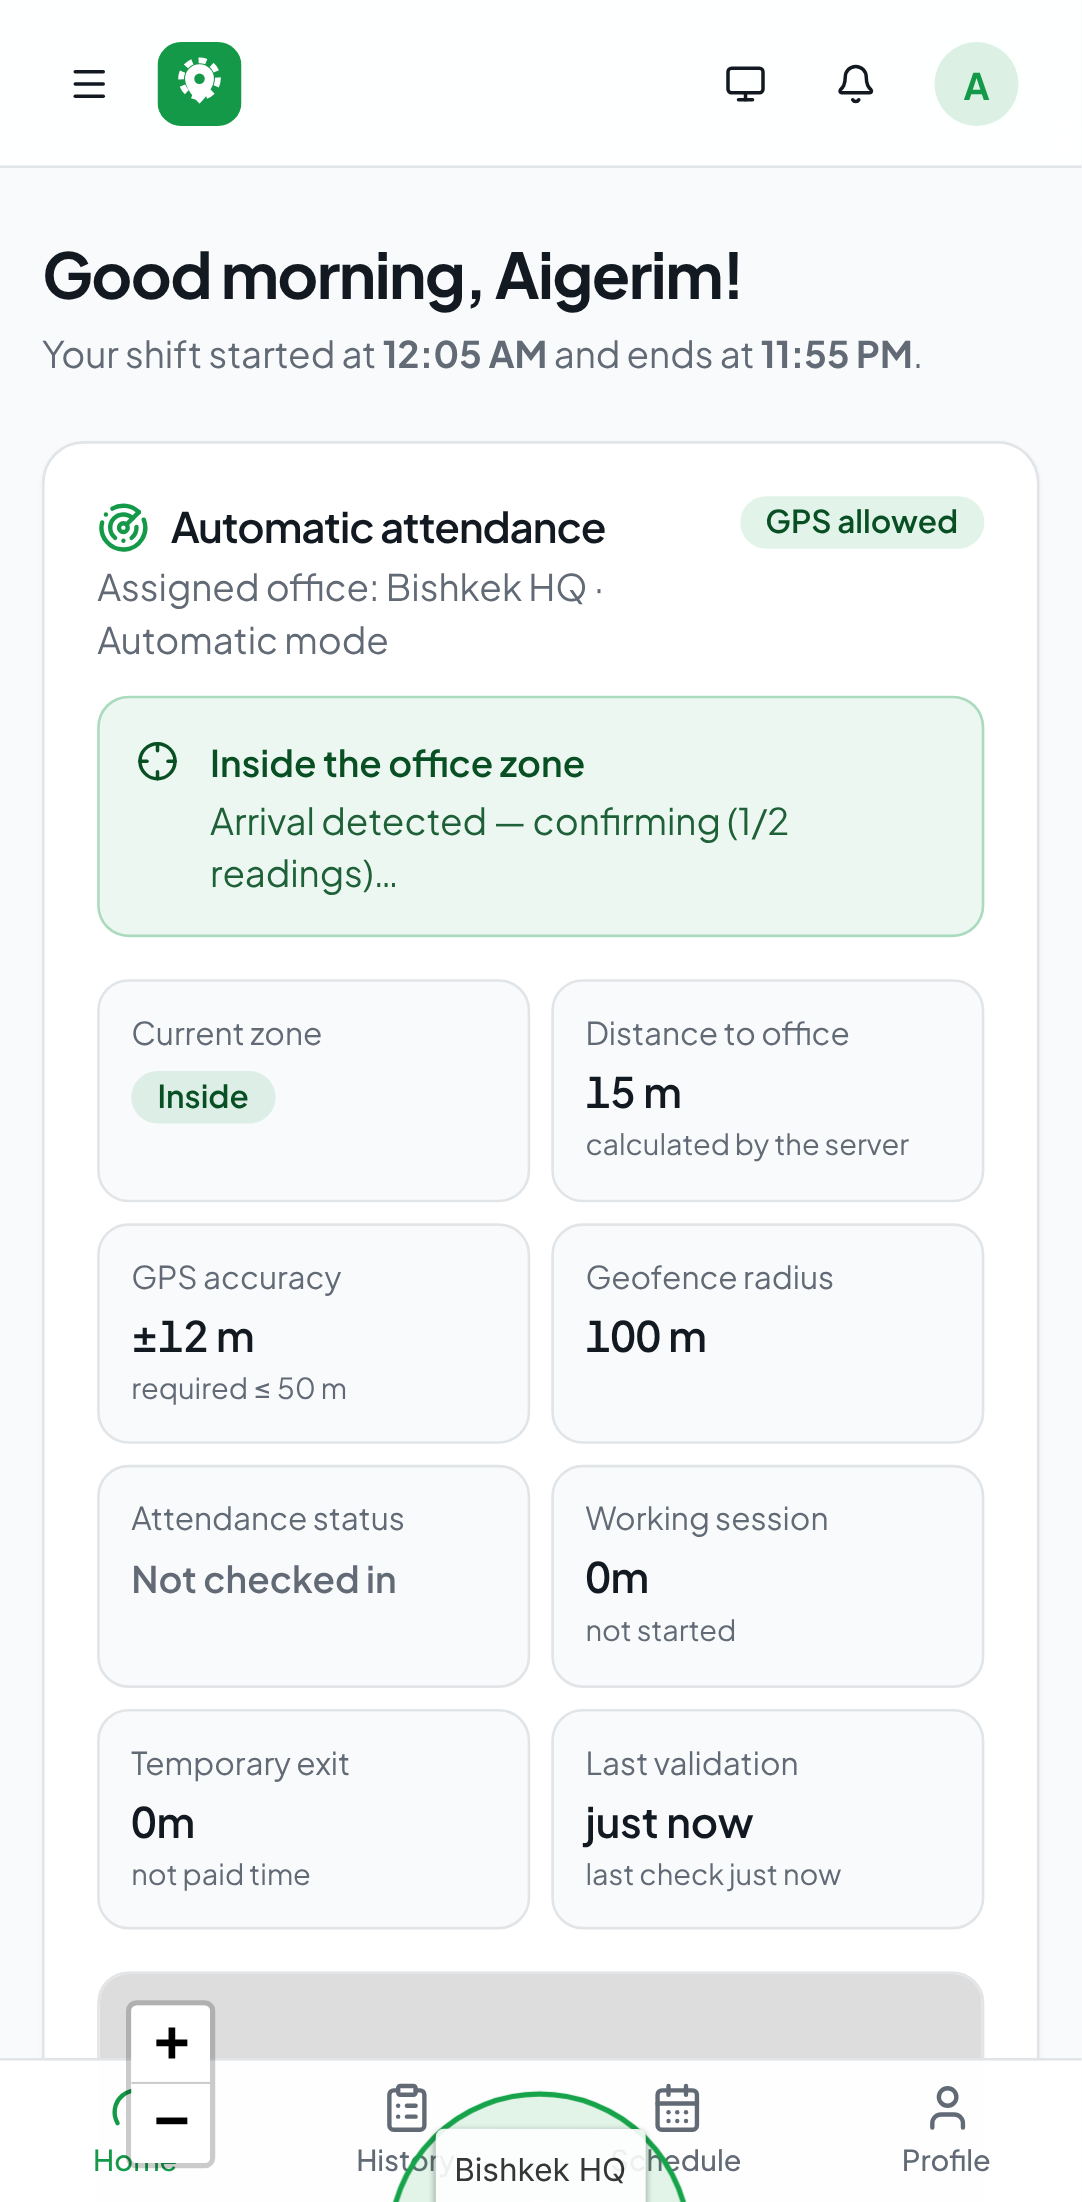 A
Good morning, Aigerim!
Your shift started at 12:05 AM and ends at 11:55 PM.
Automatic attendance
GPS allowed
Assigned office: Bishkek HQ ·
Automatic mode
Inside the office zone
Arrival detected — confirming (1/2
readings)...
Current zone
Inside
Distance to office
15 m
calculated by the server
GPS accuracy
±12 m
required ≤ 50 m
Geofence radius
100 m
Attendance status
Not checked in
Working session
0m
not started
Temporary exit
0m
not paid time
Last validation
just now
last check just now
+
−
Home
History
Bishkek HQ
Schedule
Profile